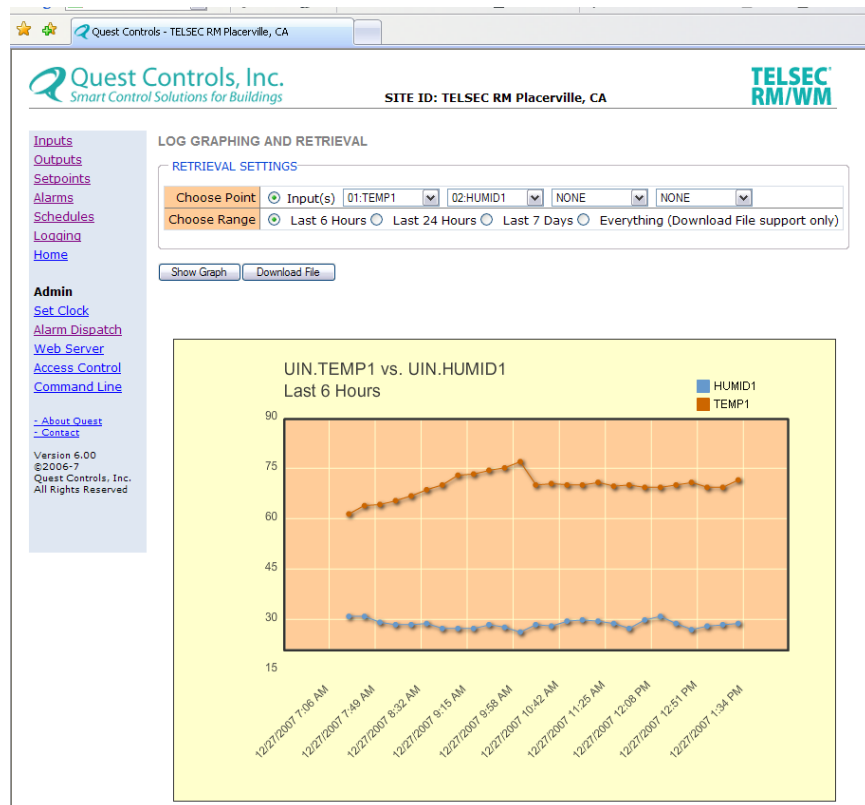 Quest Controls - TELSEC RM Placerville, CA
Quest Controls, Inc.
Smart Control Solutions for Buildings
SITE ID: TELSEC RM Placerville, CA
TELSEC
RM/WM
Inputs
Outputs
Setpoints
Alarms
Schedules
Logging
Home
Admin
Set Clock
Alarm Dispatch
Web Server
Access Control
Command Line
- About Quest
- Contact
Version 6.00
©2006-7
Quest Controls, Inc.
All Rights Reserved
LOG GRAPHING AND RETRIEVAL
RETRIEVAL SETTINGS
Choose Point Input(s) 01:TEMP1 02:HUMID1 NONE NONE
Choose Range Last 6 Hours Last 24 Hours Last 7 Days Everything (Download File support only)
Show Graph Download File
UIN.TEMP1 vs. UIN.HUMID1
Last 6 Hours
HUMID1
TEMP1
90
75
60
45
30
15
12/27/2007 7:06 AM
12/27/2007 7:49 AM
12/27/2007 8:32 AM
12/27/2007 9:15 AM
12/27/2007 9:58 AM
12/27/2007 10:42 AM
12/27/2007 11:25 AM
12/27/2007 12:08 PM
12/27/2007 12:51 PM
12/27/2007 1:34 PM